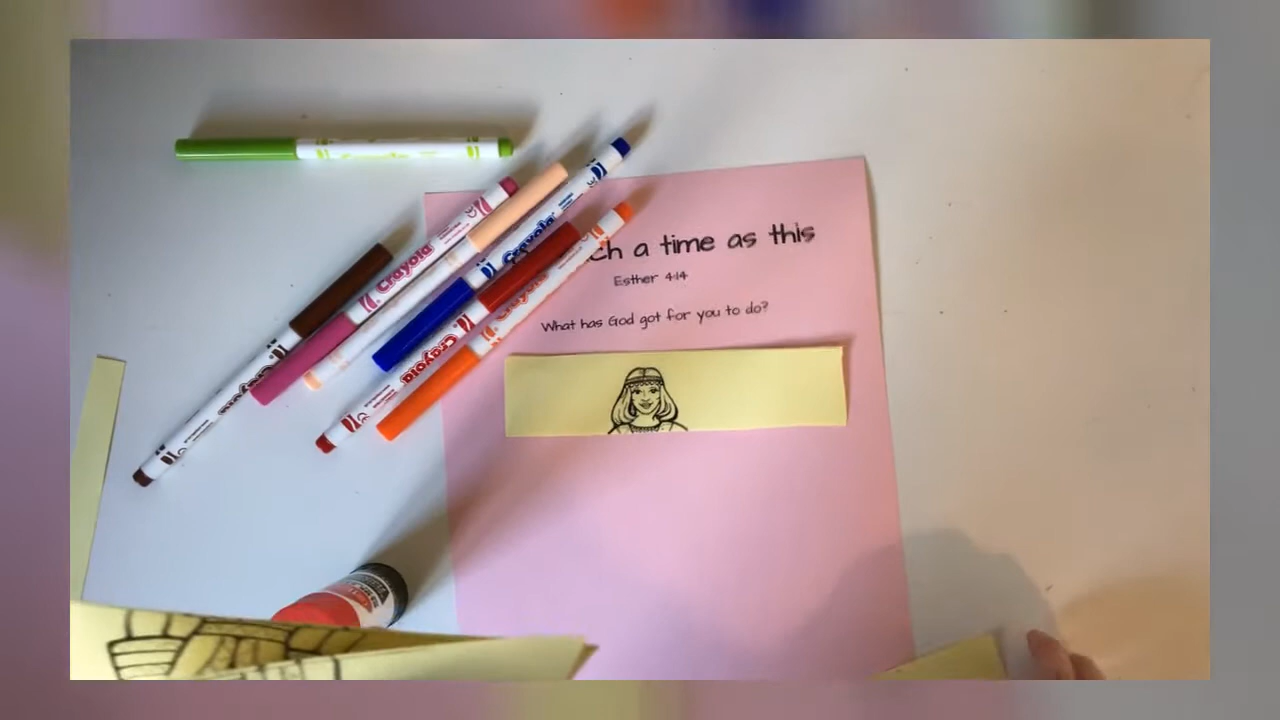 Crayola
Crayola
Crayola
Crayola
Crayola
ch a time as this
Esther 4:14
What has God got for you to do?